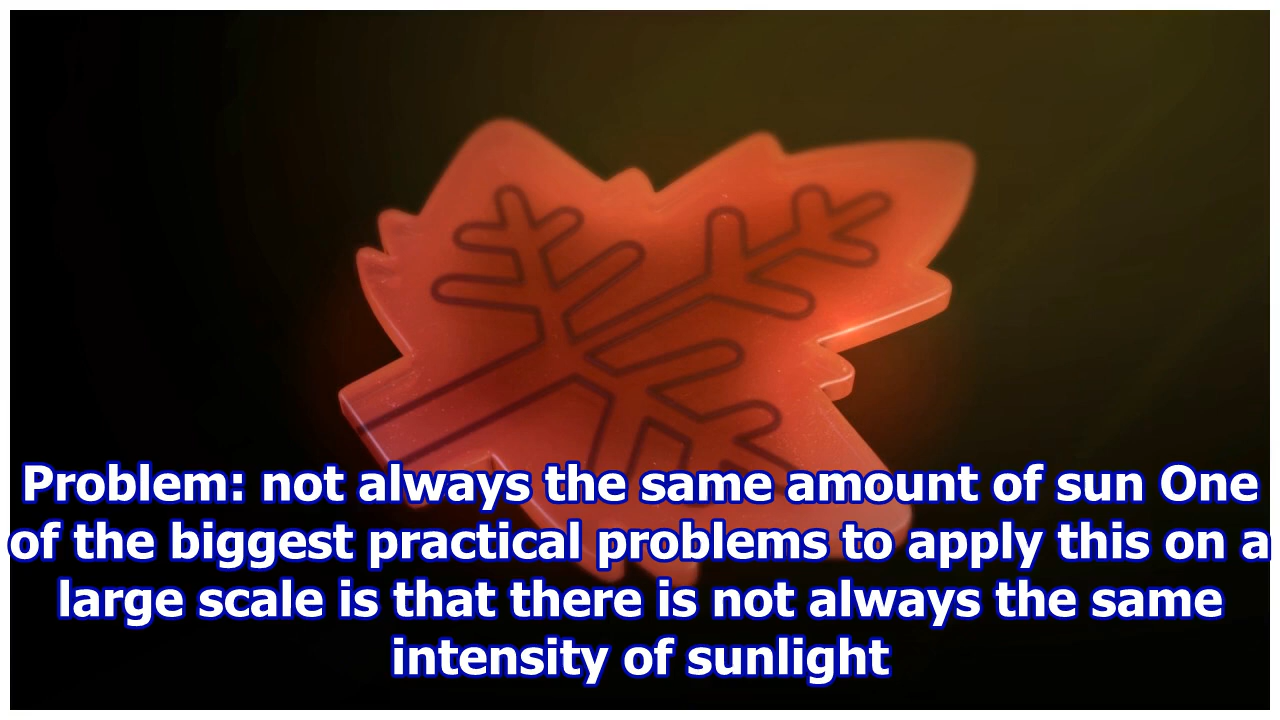 Problem: not always the same amount of sun One
of the biggest practical problems to apply this on a
large scale is that there is not always the same
intensity of sunlight